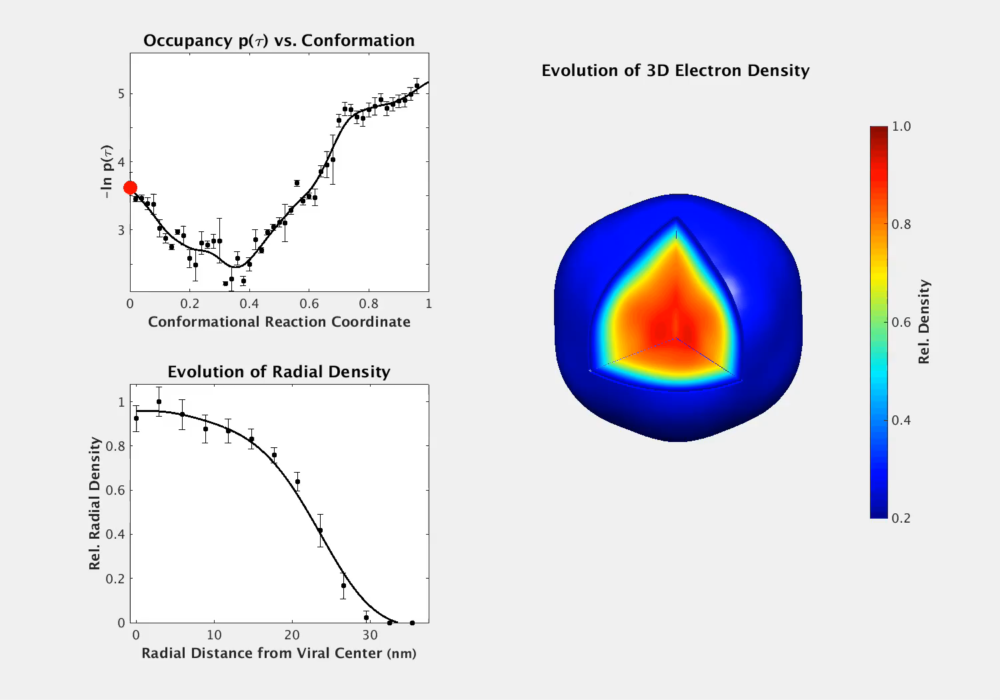 Occupancy p(τ) vs. Conformation
5
4
3
−ln p(τ)
0 0.2 0.4 0.6 0.8 1
Conformational Reaction Coordinate
Evolution of Radial Density
1
0.8
0.6
0.4
0.2
0
Rel. Radial Density
0 10 20 30
Radial Distance from Viral Center (nm)
Evolution of 3D Electron Density
1.0
0.8
0.6
0.4
0.2
Rel. Density